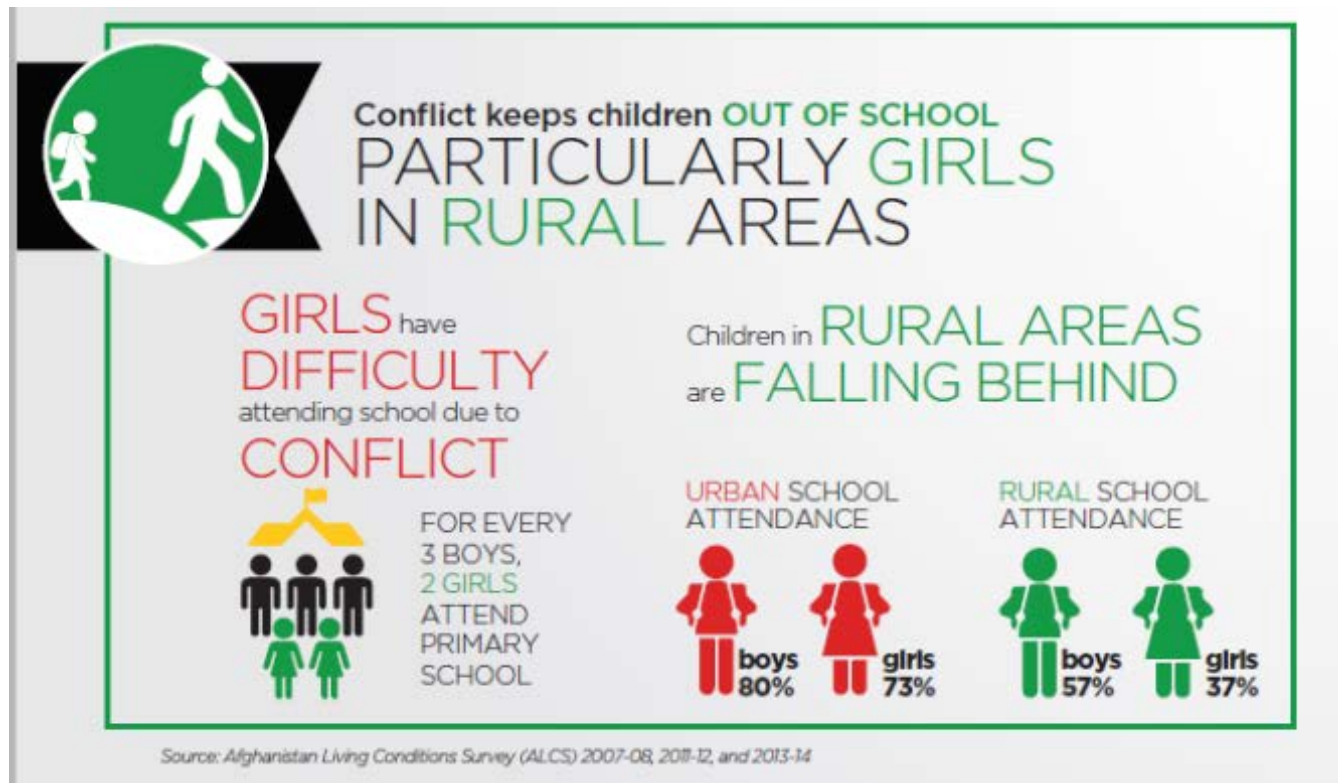 Conflict keeps children OUT OF SCHOOL
PARTICULARLY GIRLS
IN RURAL AREAS
GIRLS have
DIFFICULTY
attending school due to
CONFLICT
FOR EVERY
3 BOYS,
2 GIRLS
ATTEND
PRIMARY
SCHOOL
Children in RURAL AREAS
are FALLING BEHIND
URBAN SCHOOL
ATTENDANCE
boys
80%
girls
73%
RURAL SCHOOL
ATTENDANCE
boys
57%
girls
37%
Source: Afghanistan Living Conditions Survey (ALCS) 2007-08, 2011-12, and 2013-14